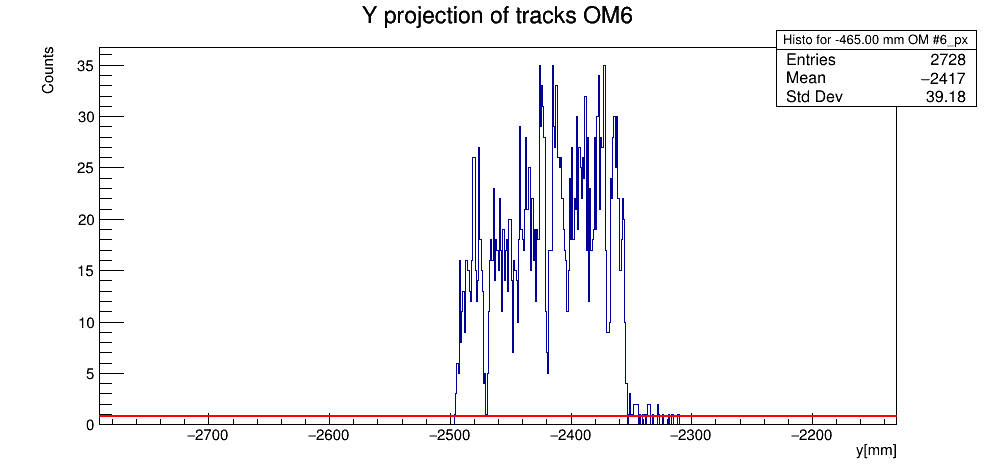 Y projection of tracks OM6
Histo for -465.00 mm OM #6_px
Entries 2728
Mean −2417
Std Dev 39.18
Counts
35
30
25
20
15
10
5
0
−2700 −2600 −2500 −2400 −2300 −2200
y[mm]